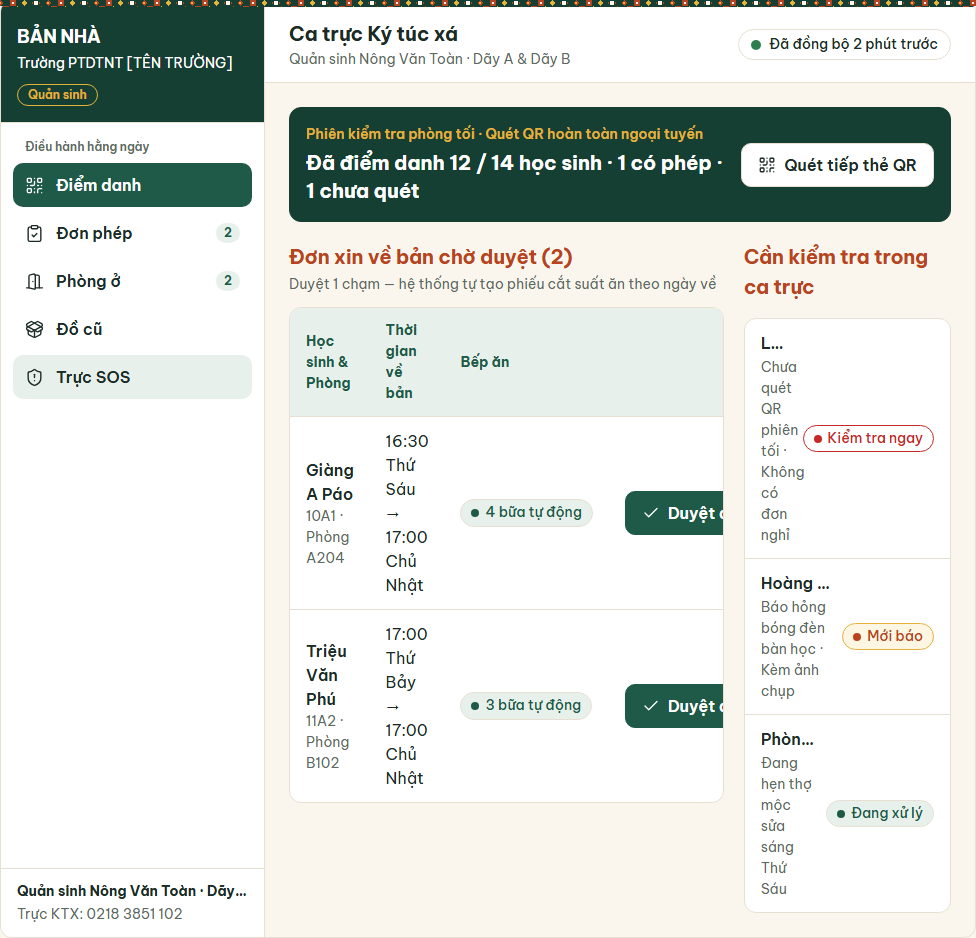 BẢN NHÀ
Trường PTDTNT [TÊN TRƯỜNG]
Quản sinh
Điều hành hằng ngày
Điểm danh
Đơn phép 2
Phòng ở 2
Đồ cũ
Trực SOS
Quản sinh Nông Văn Toàn · Dãy...
Trực KTX: 0218 3851 102
Ca trực Ký túc xá
Quản sinh Nông Văn Toàn · Dãy A & Dãy B
Đã đồng bộ 2 phút trước
Phiên kiểm tra phòng tối · Quét QR hoàn toàn ngoại tuyến
Đã điểm danh 12 / 14 học sinh · 1 có phép ·
1 chưa quét
Quét tiếp thẻ QR
Đơn xin về bản chờ duyệt (2)
Duyệt 1 chạm — hệ thống tự tạo phiếu cắt suất ăn theo ngày về
Học
sinh &
Phòng
Thời
gian
về
bản
Bếp ăn
Giàng
A Páo
10A1 ·
Phòng
A204
16:30
Thứ
Sáu
→
17:00
Chủ
Nhật
4 bữa tự động
Duyệt
Triệu
Văn
Phú
11A2 ·
Phòng
B102
17:00
Thứ
Bảy
→
17:00
Chủ
Nhật
3 bữa tự động
Duyệt
Cần kiểm tra trong
ca trực
L...
Chưa
quét
QR
phiên
tối ·
Không
có
đơn
nghỉ
Kiểm tra ngay
Hoàng ...
Báo hỏng
bóng đèn
bàn học ·
Kèm ảnh
chụp
Mới báo
Phòn...
Đang
hẹn thợ
mộc
sửa
sáng
Thứ
Sáu
Đang xử lý